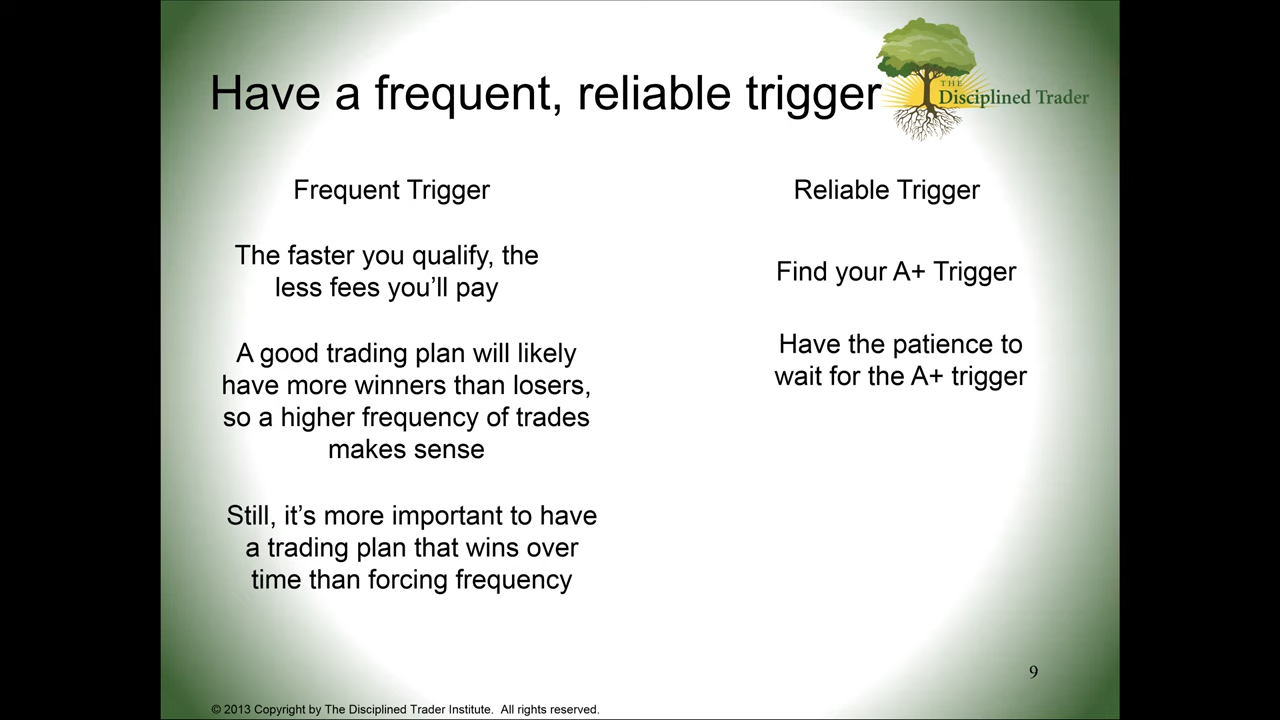 Have a frequent, reliable trigger
THE
Disciplined Trader
Frequent Trigger
The faster you qualify, the
less fees you’ll pay
A good trading plan will likely
have more winners than losers,
so a higher frequency of trades
makes sense
Still, it’s more important to have
a trading plan that wins over
time than forcing frequency
Reliable Trigger
Find your A+ Trigger
Have the patience to
wait for the A+ trigger
9
© 2013 Copyright by The Disciplined Trader Institute.  All rights reserved.